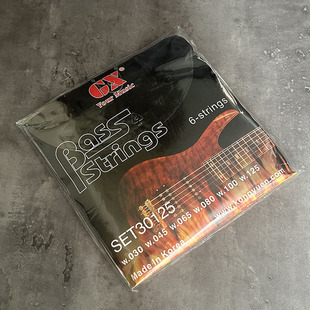 GX
Your Music
6-strings
Bass
Strings
SET30125
w.030 w.045 w.065 w.080 w.100 w.125
Made in Korea